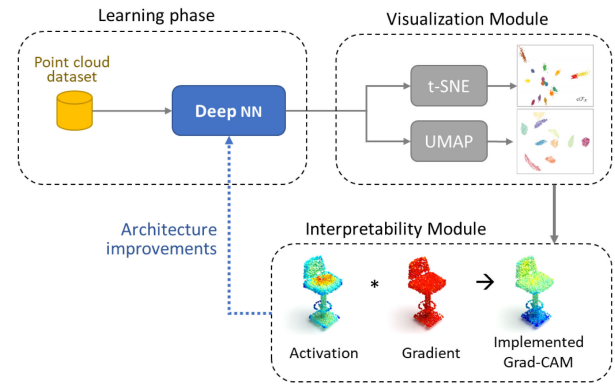 Learning phase
Visualization Module
Point cloud
dataset
Deep NN
t-SNE
UMAP
Architecture
improvements
Interpretability Module
*
→
Activation
Gradient
Implemented
Grad-CAM